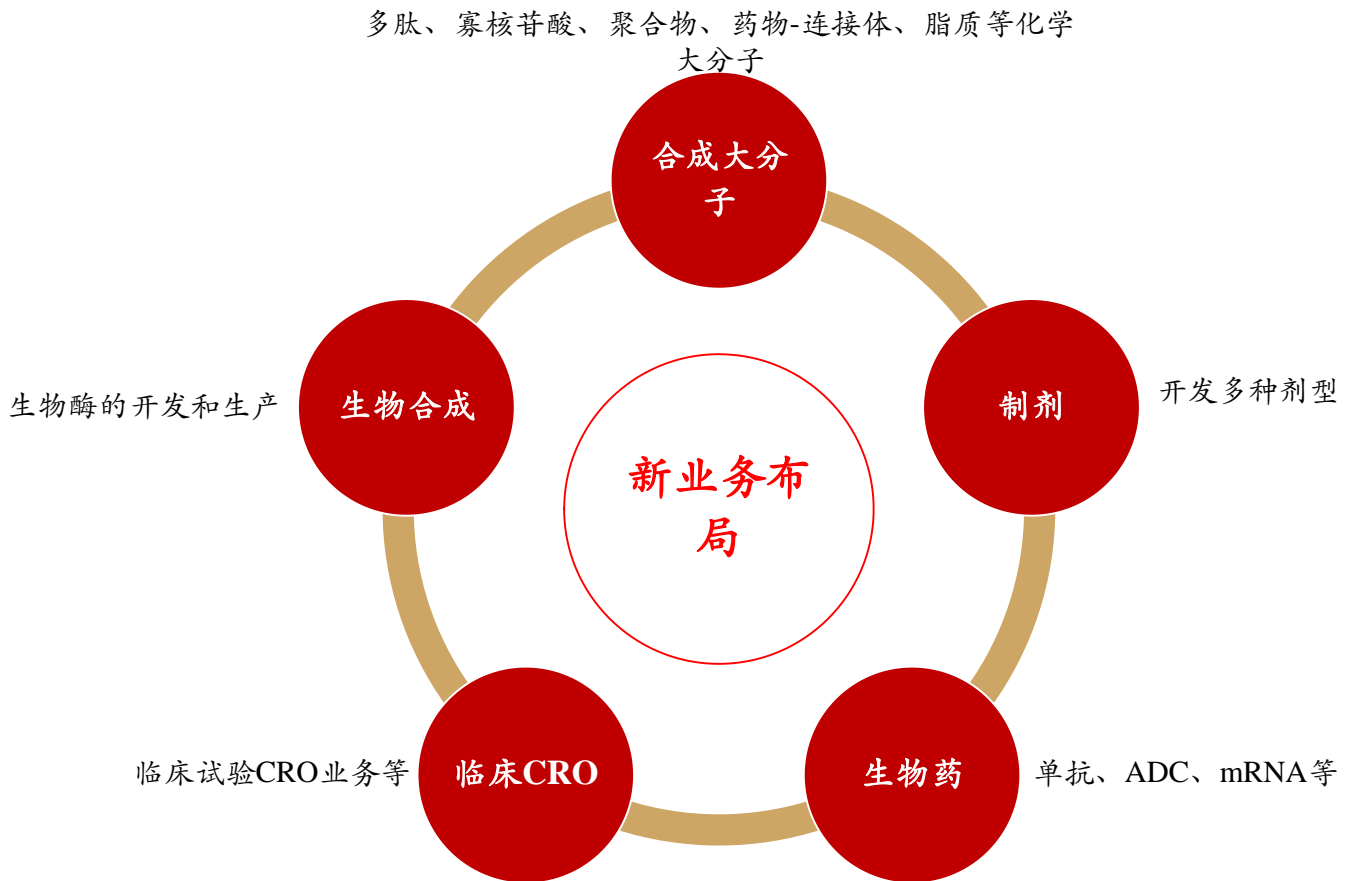 多肽、寡核苷酸、聚合物、药物-连接体、脂质等化学
大分子
合成大分
子
生物酶的开发和生产
生物合成
制剂
开发多种剂型
新业务布
局
临床试验CRO业务等
临床CRO
生物药
单抗、ADC、mRNA等